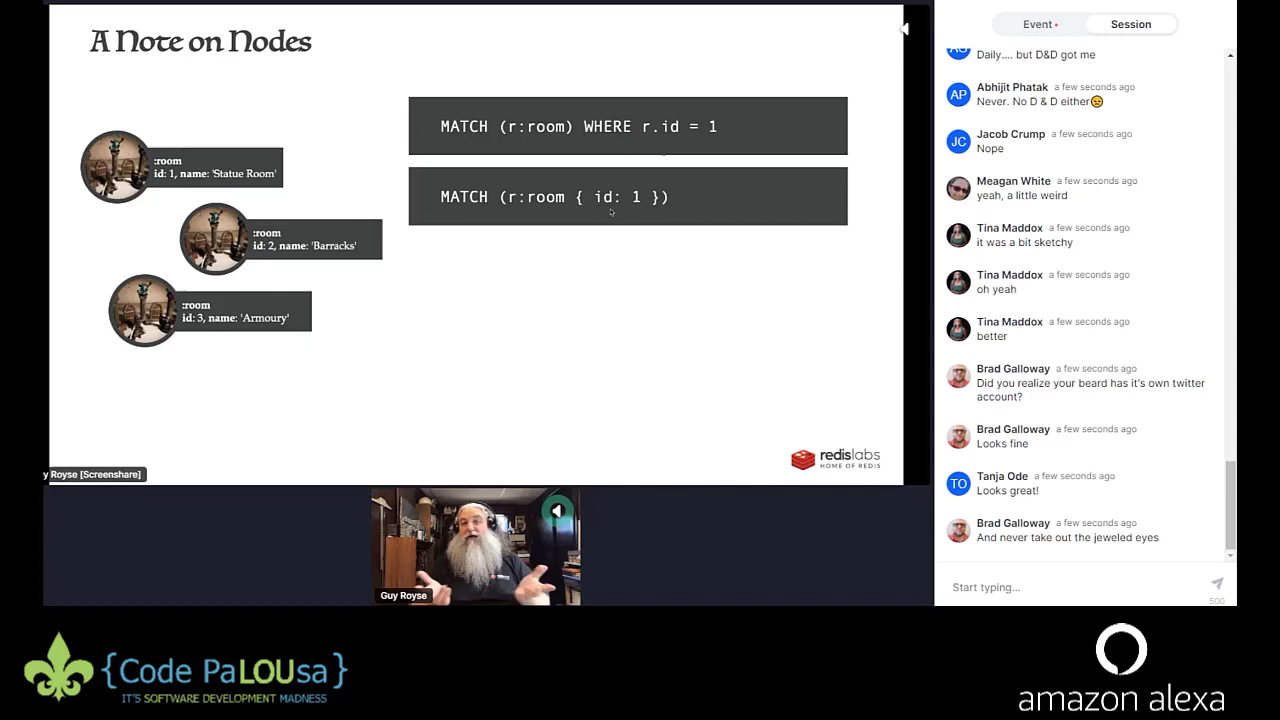 A Note on Nodes
MATCH (r:room) WHERE r.id = 1
MATCH (r:room { id: 1 })
:room
id: 1, name: 'Statue Room'
:room
id: 2, name: 'Barracks'
:room
id: 3, name: 'Armoury'
redislabs
HOME OF REDIS
y Royse [Screenshare]
Guy Royse
Event
Session
Daily.... but D&D got me
AP
Abhijit Phatak a few seconds ago
Never. No D & D either😣
JC
Jacob Crump a few seconds ago
Nope
Meagan White a few seconds ago
yeah, a little weird
Tina Maddox a few seconds ago
it was a bit sketchy
Tina Maddox a few seconds ago
oh yeah
Tina Maddox a few seconds ago
better
Brad Galloway a few seconds ago
Did you realize your beard has it's own twitter
account?
Brad Galloway a few seconds ago
Looks fine
TO
Tanja Ode a few seconds ago
Looks great!
Brad Galloway a few seconds ago
And never take out the jeweled eyes
Start typing...
500
{Code PaLOUsa}
IT'S SOFTWARE DEVELOPMENT MADNESS
amazon alexa